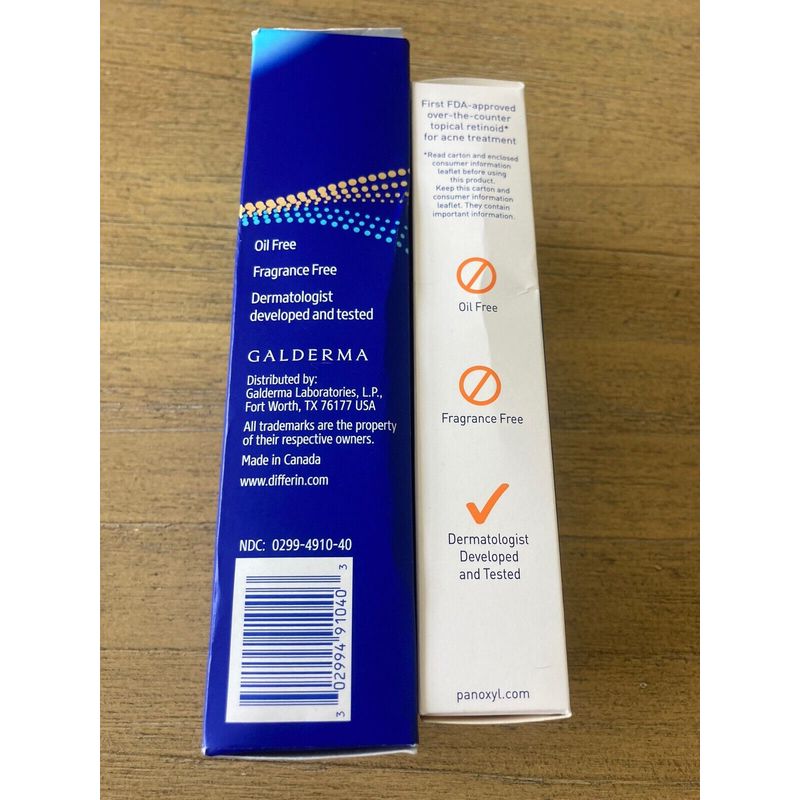 Oil Free
Fragrance Free
Dermatologist
developed and tested
GALDERMA
Distributed by:
Galderma Laboratories, L.P.,
Fort Worth, TX 76177 USA
All trademarks are the property
of their respective owners.
Made in Canada
www.differin.com
NDC: 0299-4910-40
3 02994 91040 3
First FDA-approved
over-the-counter
topical retinoid*
for acne treatment
*Read carton and enclosed
consumer information
leaflet before using
this product.
Keep this carton and
consumer information
leaflet. They contain
important information.
Oil Free
Fragrance Free
Dermatologist
Developed
and Tested
panoxyl.com